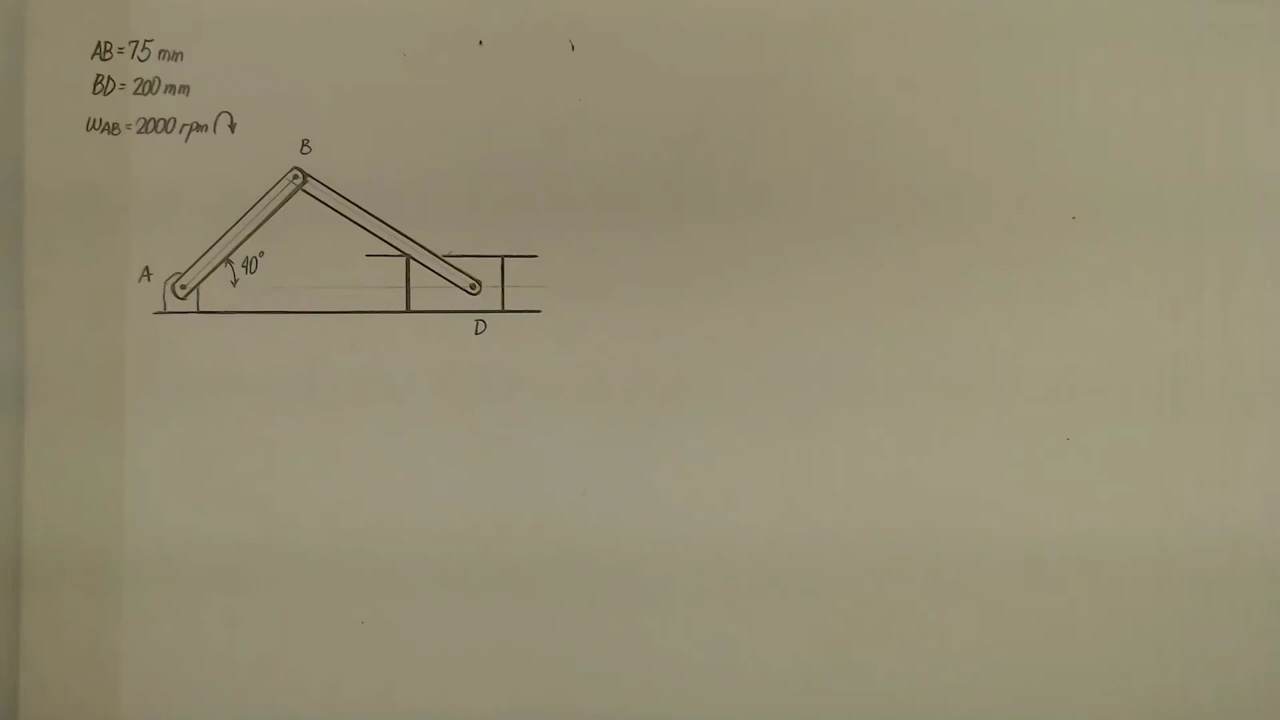 AB = 75 mm
BD = 200 mm
ωAB = 2000 rpm
B
A
40°
D